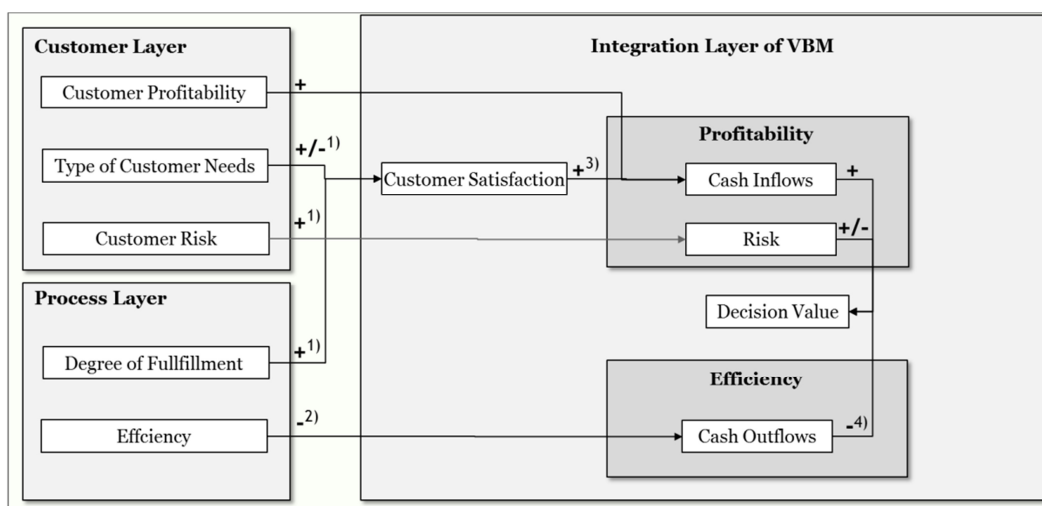 Customer Layer
Integration Layer of VBM
Customer Profitability
+
Profitability
Type of Customer Needs
+/-1)
Customer Satisfaction
+3)
Cash Inflows
+
Customer Risk
+1)
Risk
+/-
Process Layer
Decision Value
Degree of Fullfillment
+1)
Efficiency
Effciency
-2)
Cash Outflows
-4)